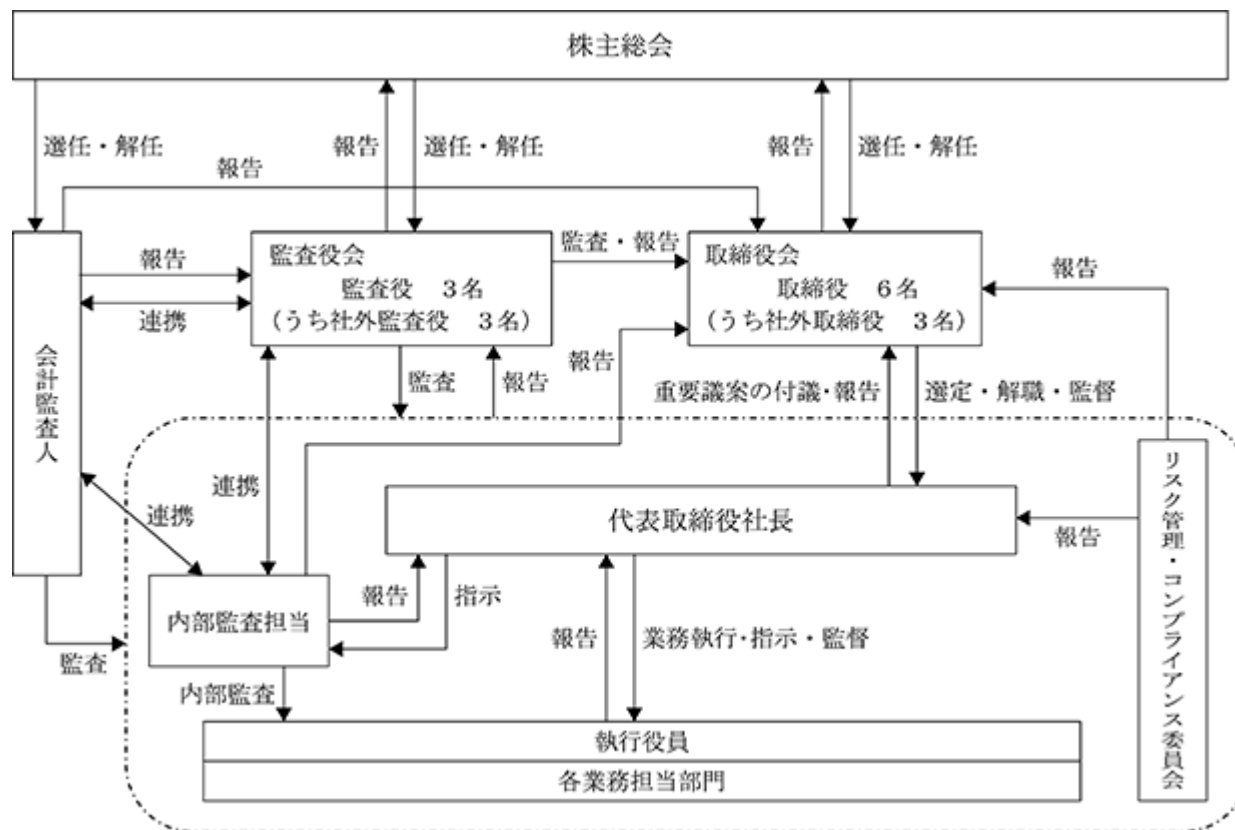 株主総会
選任・解任
報告
選任・解任
報告
選任・解任
報告
会計監査人
報告
連携
監査役会
監査役 3名
(うち社外監査役 3名)
監査・報告
取締役会
取締役 6名
(うち社外取締役 3名)
報告
監査
報告
報告
重要議案の付議・報告
選定・解職・監督
連携
連携
代表取締役社長
報告
リスク管理・コンプライアンス委員会
内部監査担当
報告
指示
監査
報告
業務執行・指示・監督
内部監査
執行役員
各業務担当部門